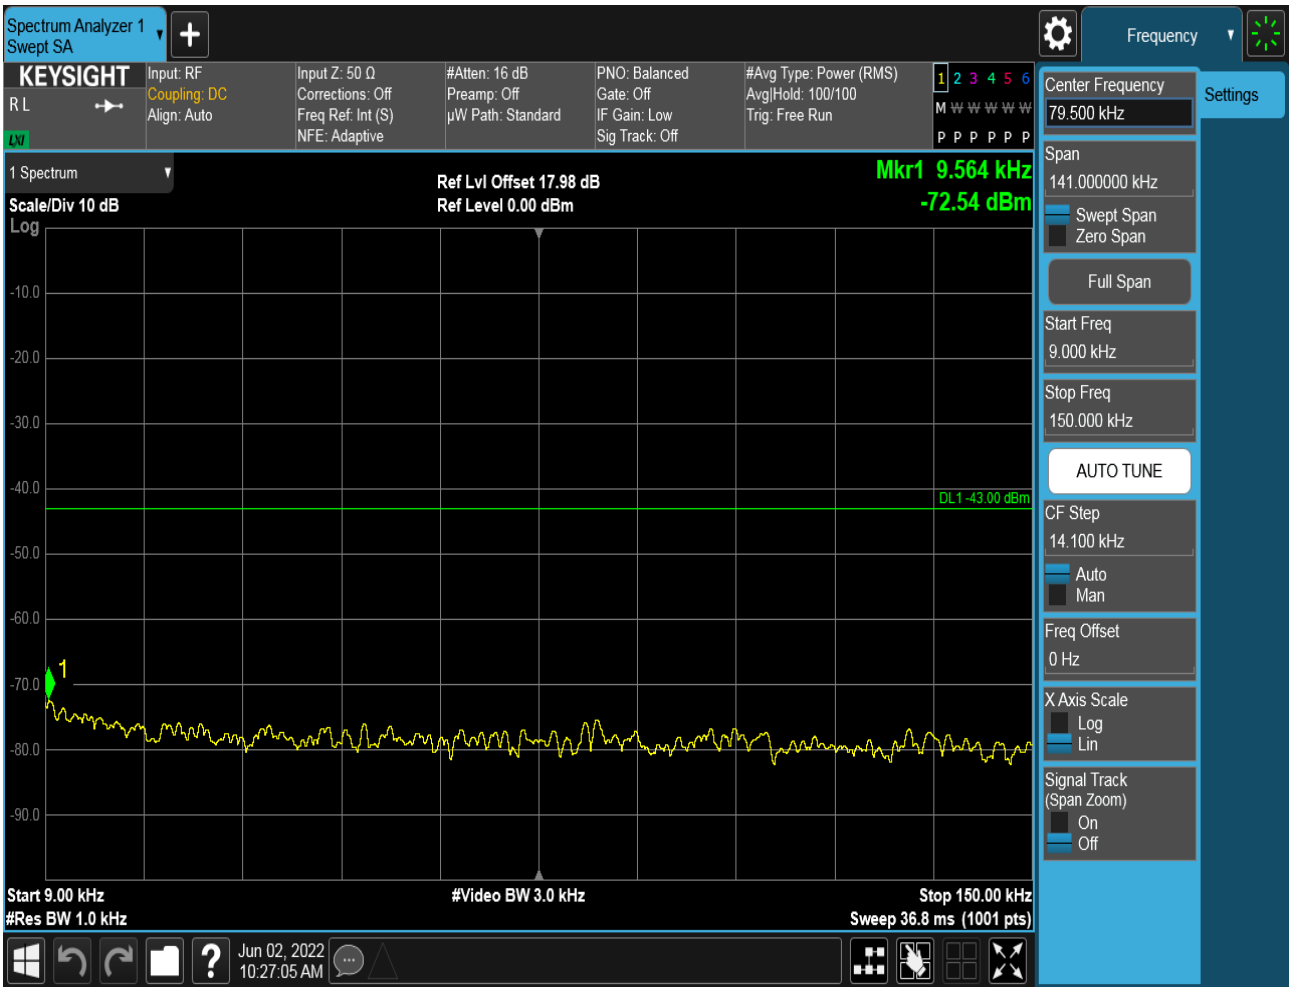 Spectrum Analyzer 1
Swept SA
Frequency
KEYSIGHT
R L
LXI
Input: RF
Coupling: DC
Align: Auto
Input Z: 50 Ω
Corrections: Off
Freq Ref: Int (S)
NFE: Adaptive
#Atten: 16 dB
Preamp: Off
µW Path: Standard
PNO: Balanced
Gate: Off
IF Gain: Low
Sig Track: Off
#Avg Type: Power (RMS)
Avg|Hold: 100/100
Trig: Free Run
1 2 3 4 5 6
M W W W W W
P P P P P P
1 Spectrum
Scale/Div 10 dB
Log
Ref Lvl Offset 17.98 dB
Ref Level 0.00 dBm
Mkr1 9.564 kHz
-72.54 dBm
-10.0
-20.0
-30.0
-40.0
DL1 -43.00 dBm
-50.0
-60.0
1
-70.0
-80.0
-90.0
Start 9.00 kHz
#Res BW 1.0 kHz
#Video BW 3.0 kHz
Stop 150.00 kHz
Sweep 36.8 ms (1001 pts)
Jun 02, 2022
10:27:05 AM
Center Frequency
79.500 kHz
Settings
Span
141.000000 kHz
Swept Span
Zero Span
Full Span
Start Freq
9.000 kHz
Stop Freq
150.000 kHz
AUTO TUNE
CF Step
14.100 kHz
Auto
Man
Freq Offset
0 Hz
X Axis Scale
Log
Lin
Signal Track
(Span Zoom)
On
Off